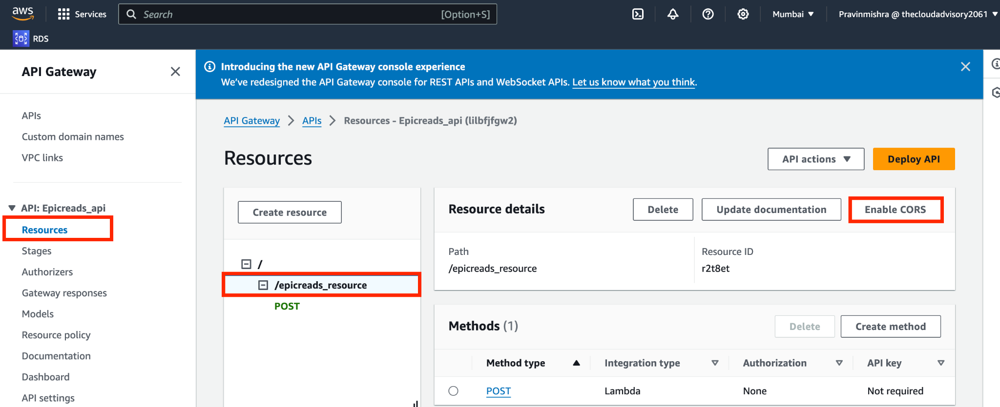 aws
Services
Search [Option+S]
Mumbai ▼
Pravinmishra @ thecloudadvisory2061 ▼
RDS
API Gateway
Introducing the new API Gateway console experience
We've redesigned the API Gateway console for REST APIs and WebSocket APIs. Let us know what you think.
APIs
Custom domain names
VPC links
API: Epicreads_api
Resources
Stages
Authorizers
Gateway responses
Models
Resource policy
Documentation
Dashboard
API settings
API Gateway > APIs > Resources - Epicreads_api (lilbfjfgw2)
Resources
API actions ▼
Deploy API
Create resource
/
/epicreads_resource
POST
Resource details
Delete
Update documentation
Enable CORS
Path
/epicreads_resource
Resource ID
r2t8et
Methods (1)
Delete
Create method
Method type Integration type Authorization API key
POST Lambda None Not required